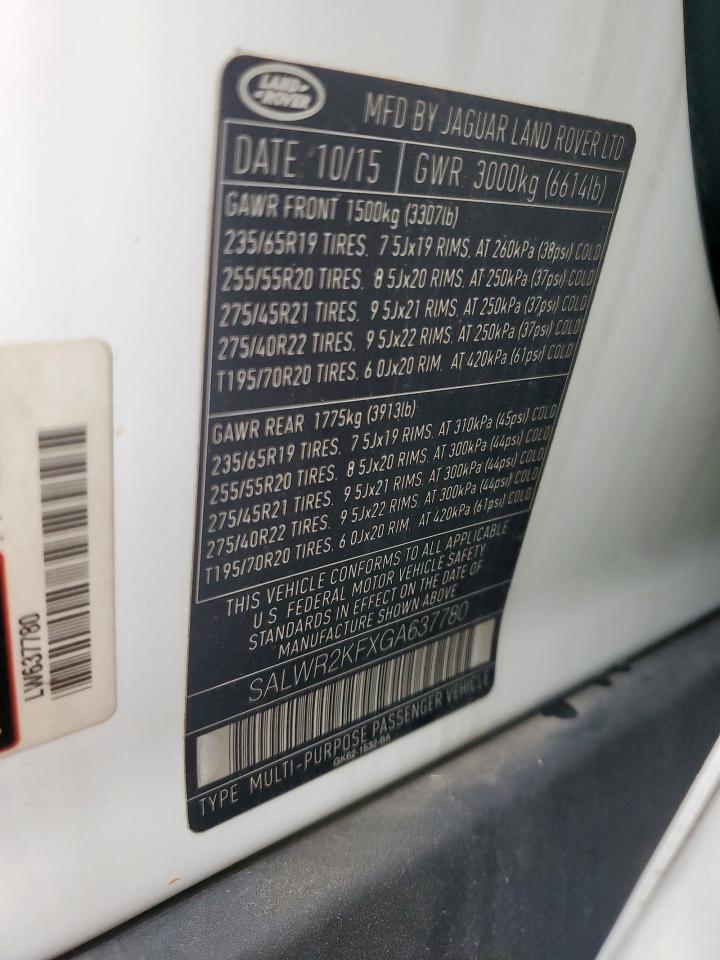 LAND
ROVER
MFD BY JAGUAR LAND ROVER LTD
DATE 10/15 GWR 3000kg (6614lb)
GAWR FRONT 1500kg (3307lb)
235/65R19 TIRES. 7 5Jx19 RIMS. AT 260kPa (38psi) COLD
255/55R20 TIRES. 8 5Jx20 RIMS. AT 250kPa (37psi) COLD
275/45R21 TIRES. 9 5Jx21 RIMS. AT 250kPa (37psi) COLD
275/40R22 TIRES. 9 5Jx22 RIMS. AT 250kPa (37psi) COLD
T195/70R20 TIRES. 6 0Jx20 RIM. AT 420kPa (61psi) COLD
GAWR REAR 1775kg (3913lb)
235/65R19 TIRES. 7 5Jx19 RIMS. AT 310kPa (45psi) COLD
255/55R20 TIRES. 8 5Jx20 RIMS. AT 300kPa (44psi) COLD
275/45R21 TIRES. 9 5Jx21 RIMS. AT 300kPa (44psi) COLD
275/40R22 TIRES. 9 5Jx22 RIMS. AT 300kPa (44psi) COLD
T195/70R20 TIRES. 6 0Jx20 RIM. AT 420kPa (61psi) COLD
THIS VEHICLE CONFORMS TO ALL APPLICABLE
U S FEDERAL MOTOR VEHICLE SAFETY
STANDARDS IN EFFECT ON THE DATE OF
MANUFACTURE SHOWN ABOVE
SALWR2KFXGA637780
TYPE MULTI-PURPOSE PASSENGER VEHICLE
GK62-1532-BA
LW637780